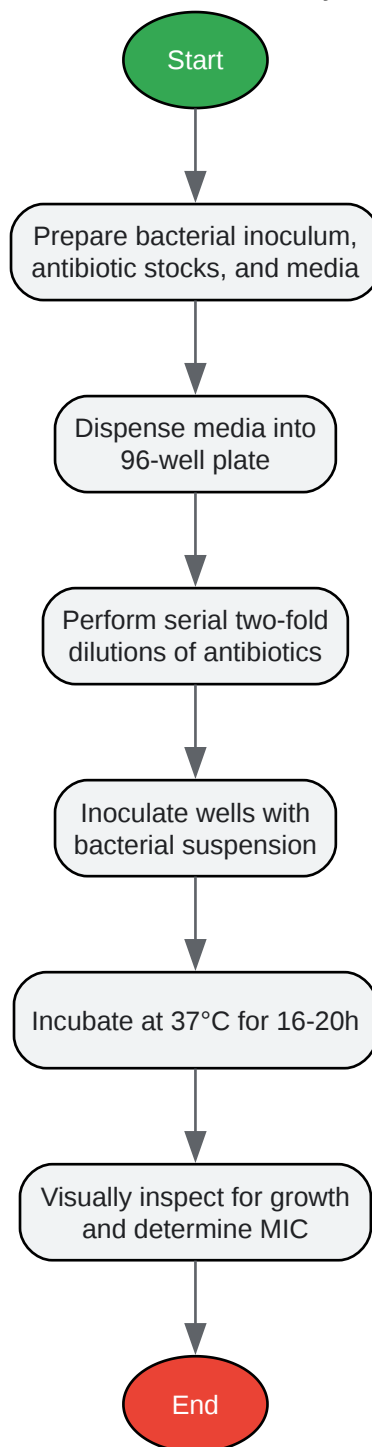 Start
Prepare bacterial inoculum,
antibiotic stocks, and media
Dispense media into
96-well plate
Perform serial two-fold
dilutions of antibiotics
Inoculate wells with
bacterial suspension
Incubate at 37°C for 16-20h
Visually inspect for growth
and determine MIC
End